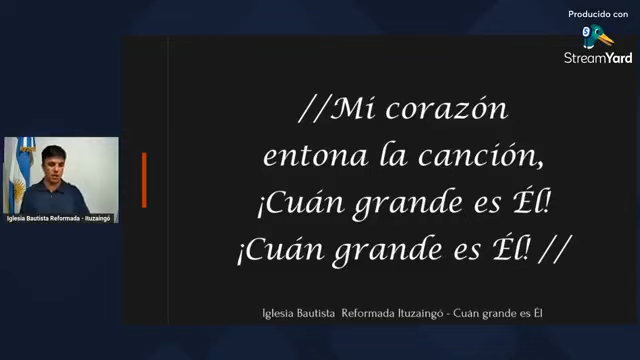 Producido con
StreamYard
//Mi corazón
entona la canción,
¡Cuán grande es Él!
¡Cuán grande es Él! //
Iglesia Bautista Reformada - Ituzaingó
Iglesia Bautista Reformada Ituzaingó - Cuán grande es Él